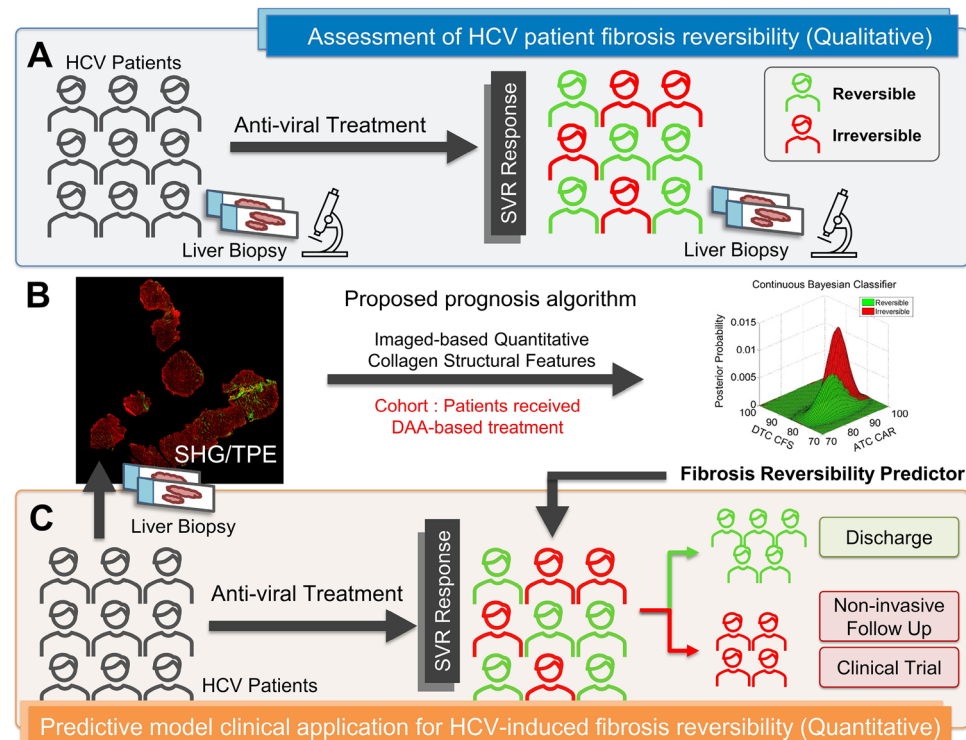 Assessment of HCV patient fibrosis reversibility (Qualitative)
A
HCV Patients
Anti-viral Treatment
SVR Response
Reversible
Irreversible
Liver Biopsy
Liver Biopsy
B
SHG/TPE
Proposed prognosis algorithm
Imaged-based Quantitative
Collagen Structural Features
Cohort : Patients received
DAA-based treatment
Continuous Bayesian Classifier
Reversible
Irreversible
Posterior Probability
0.015
0.01
0.005
0
100
90
80
70
DTC CFS
70
80
90
100
ATC CAR
Fibrosis Reversibility Predictor
Liver Biopsy
C
Anti-viral Treatment
HCV Patients
SVR Response
Discharge
Non-invasive
Follow Up
Clinical Trial
Predictive model clinical application for HCV-induced fibrosis reversibility (Quantitative)